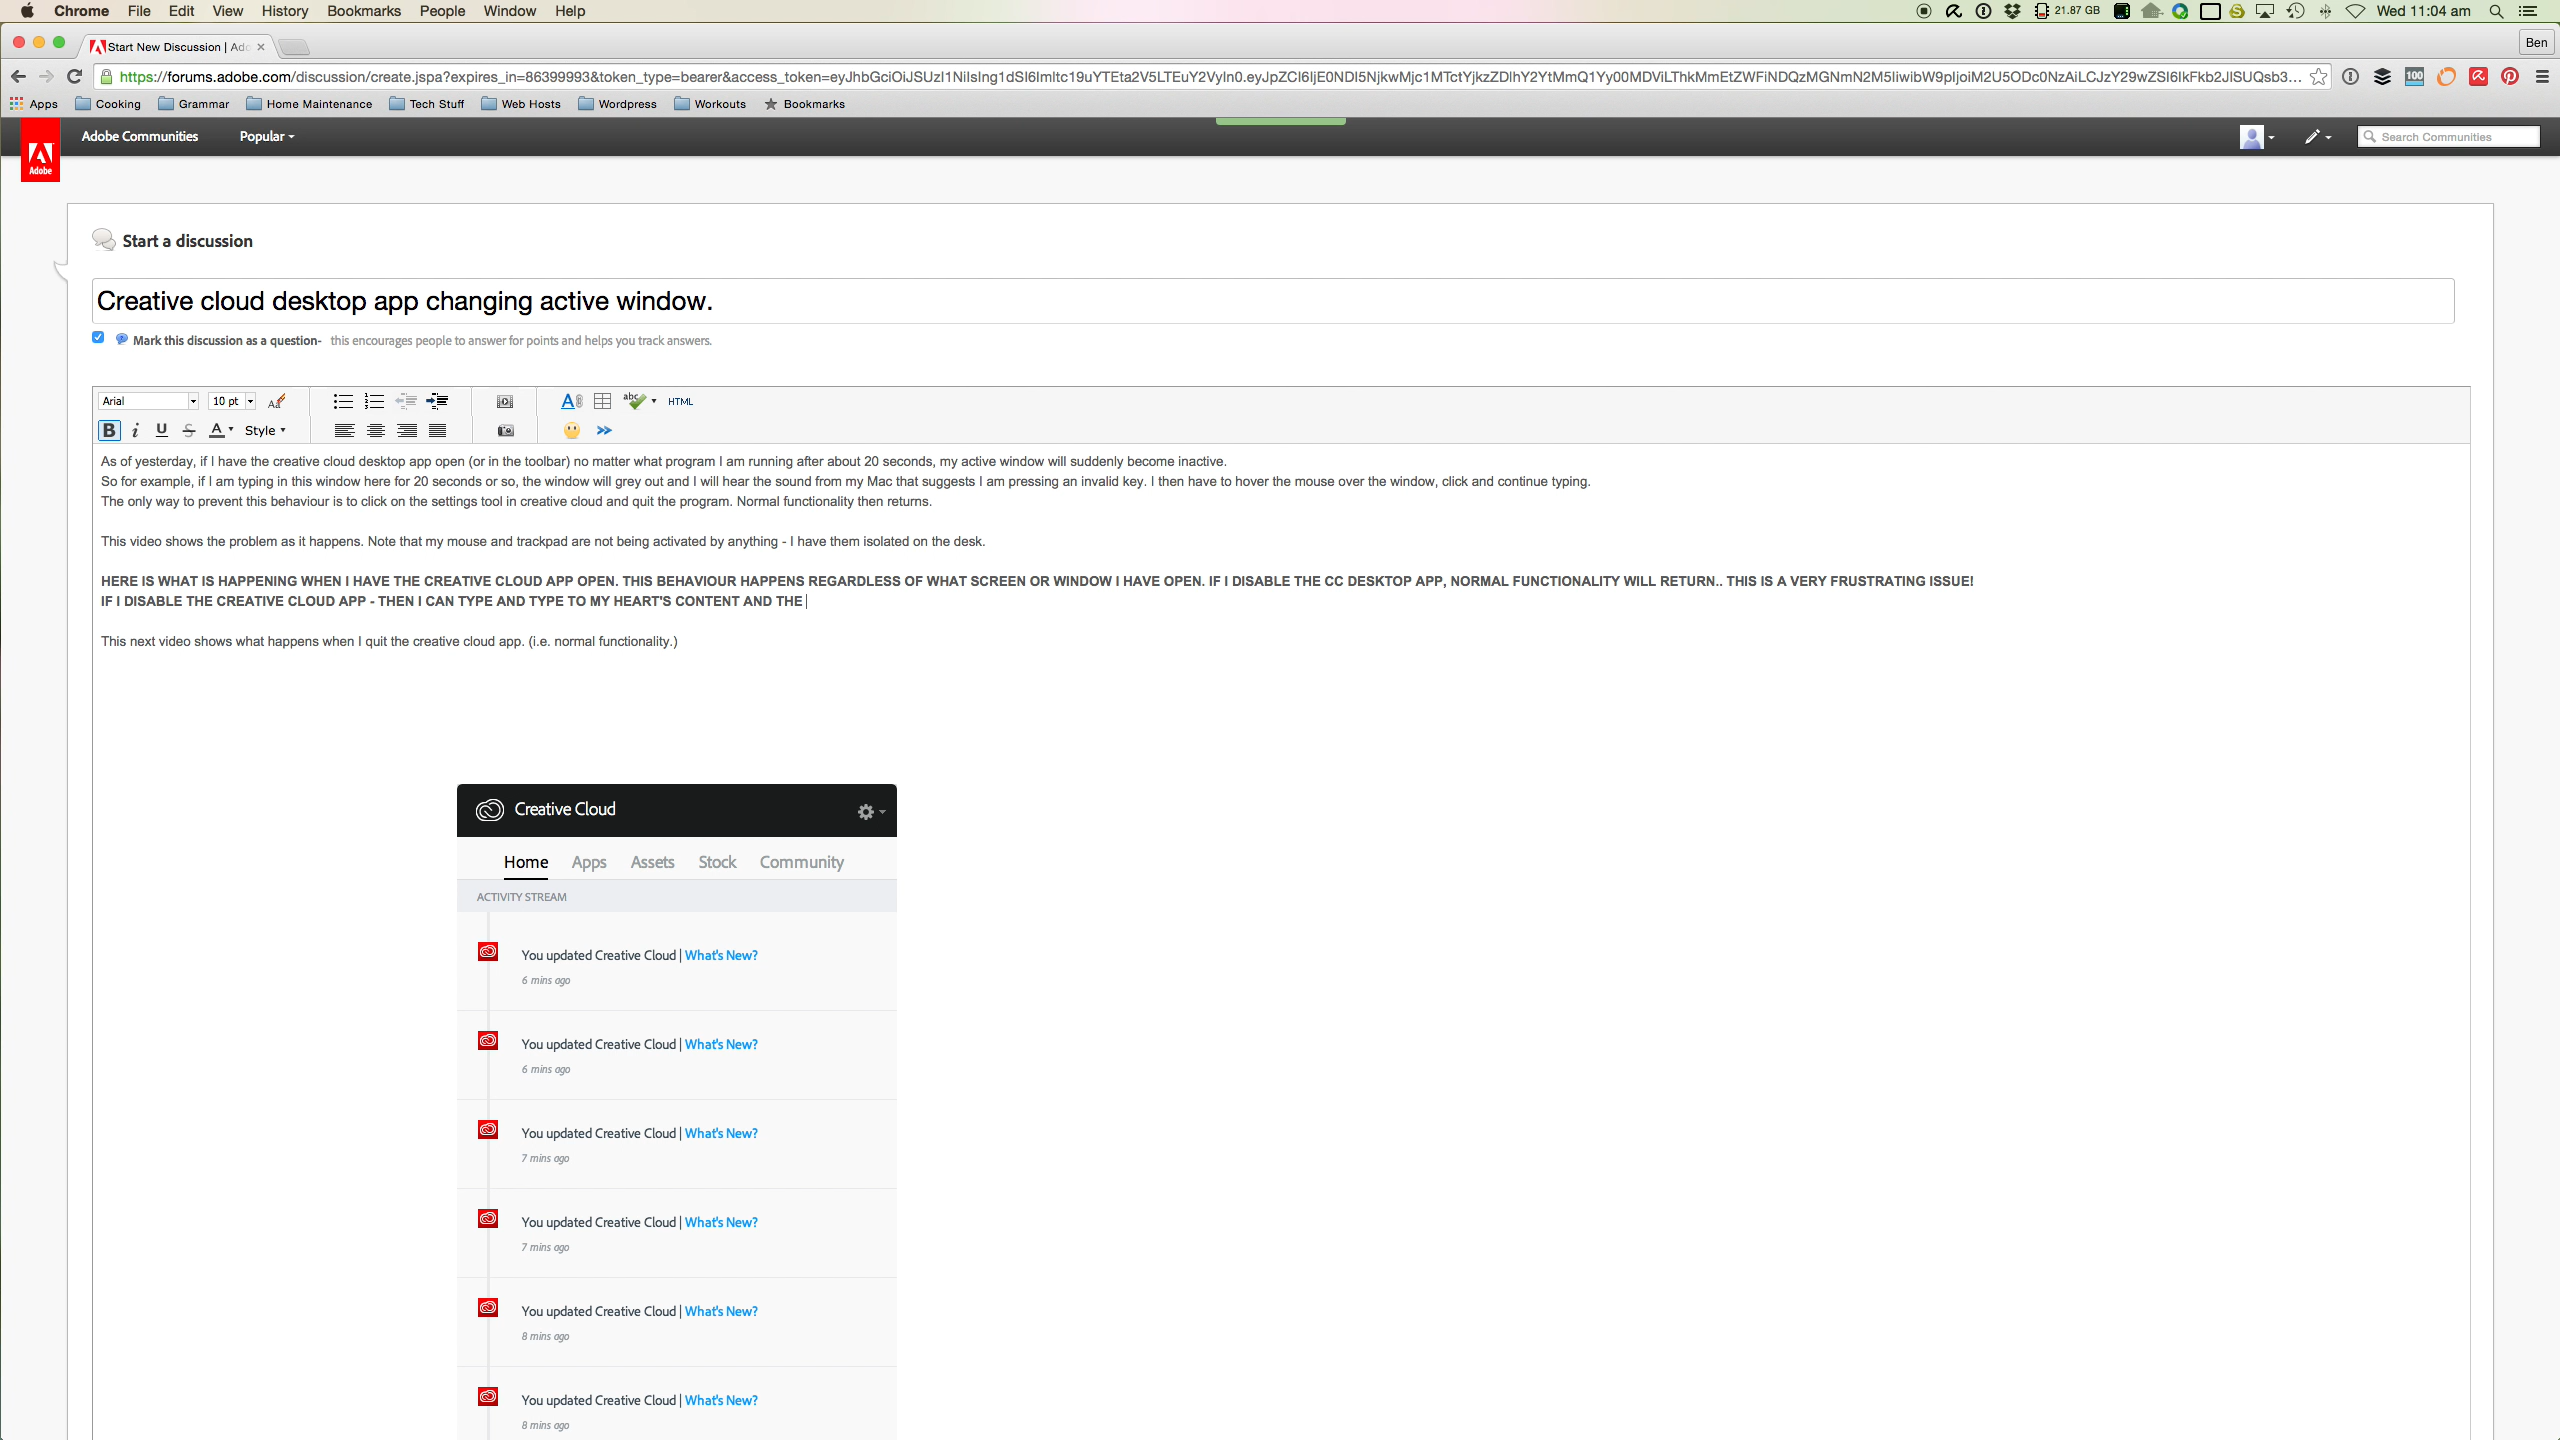 Chrome File Edit View History Bookmarks People Window Help 21.87 GB Wed 11:04 am
Start New Discussion | Ado Ben
Apps Cooking Grammar Home Maintenance Tech Stuff Web Hosts Wordpress Workouts Bookmarks
Adobe Communities Popular Search Communities
Adobe
Start a discussion
Creative cloud desktop app changing active window.
Mark this discussion as a question- this encourages people to answer for points and helps you track answers.
Arial 10 pt HTML
B i U S A Style
As of yesterday, if I have the creative cloud desktop app open (or in the toolbar) no matter what program I am running after about 20 seconds, my active window will suddenly become inactive.
So for example, if I am typing in this window here for 20 seconds or so, the window will grey out and I will hear the sound from my Mac that suggests I am pressing an invalid key. I then have to hover the mouse over the window, click and continue typing.
The only way to prevent this behaviour is to click on the settings tool in creative cloud and quit the program. Normal functionality then returns.
This video shows the problem as it happens. Note that my mouse and trackpad are not being activated by anything - I have them isolated on the desk.
HERE IS WHAT IS HAPPENING WHEN I HAVE THE CREATIVE CLOUD APP OPEN. THIS BEHAVIOUR HAPPENS REGARDLESS OF WHAT SCREEN OR WINDOW I HAVE OPEN. IF I DISABLE THE CC DESKTOP APP, NORMAL FUNCTIONALITY WILL RETURN.. THIS IS A VERY FRUSTRATING ISSUE!
IF I DISABLE THE CREATIVE CLOUD APP - THEN I CAN TYPE AND TYPE TO MY HEART'S CONTENT AND THE
This next video shows what happens when I quit the creative cloud app. (i.e. normal functionality.)
Creative Cloud
Home Apps Assets Stock Community
ACTIVITY STREAM
You updated Creative Cloud | What's New?
6 mins ago
You updated Creative Cloud | What's New?
6 mins ago
You updated Creative Cloud | What's New?
7 mins ago
You updated Creative Cloud | What's New?
7 mins ago
You updated Creative Cloud | What's New?
8 mins ago
You updated Creative Cloud | What's New?
8 mins ago